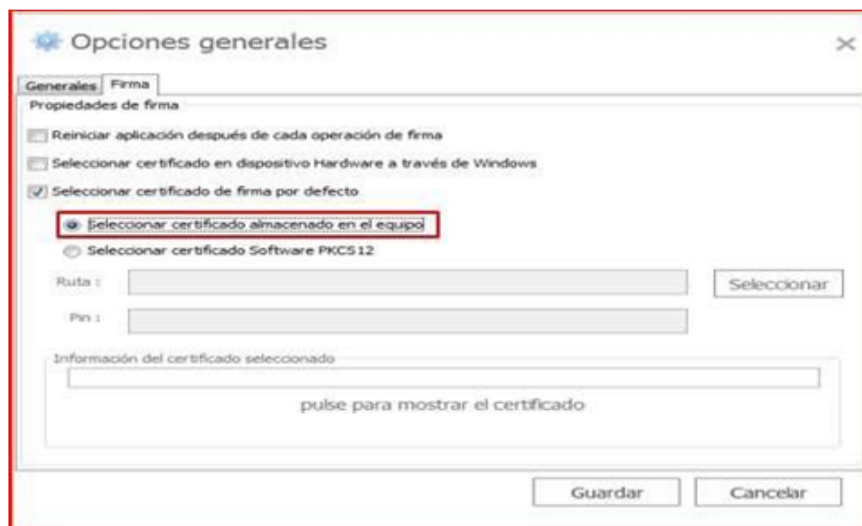 Opciones generales
Generales Firma
Propiedades de firma
Reiniciar aplicación después de cada operación de firma
Seleccionar certificado en dispositivo Hardware a través de Windows
Seleccionar certificado de firma por defecto
Seleccionar certificado almacenado en el equipo
Seleccionar certificado Software PKCS12
Ruta : Seleccionar
Pin :
Información del certificado seleccionado
pulse para mostrar el certificado
Guardar Cancelar